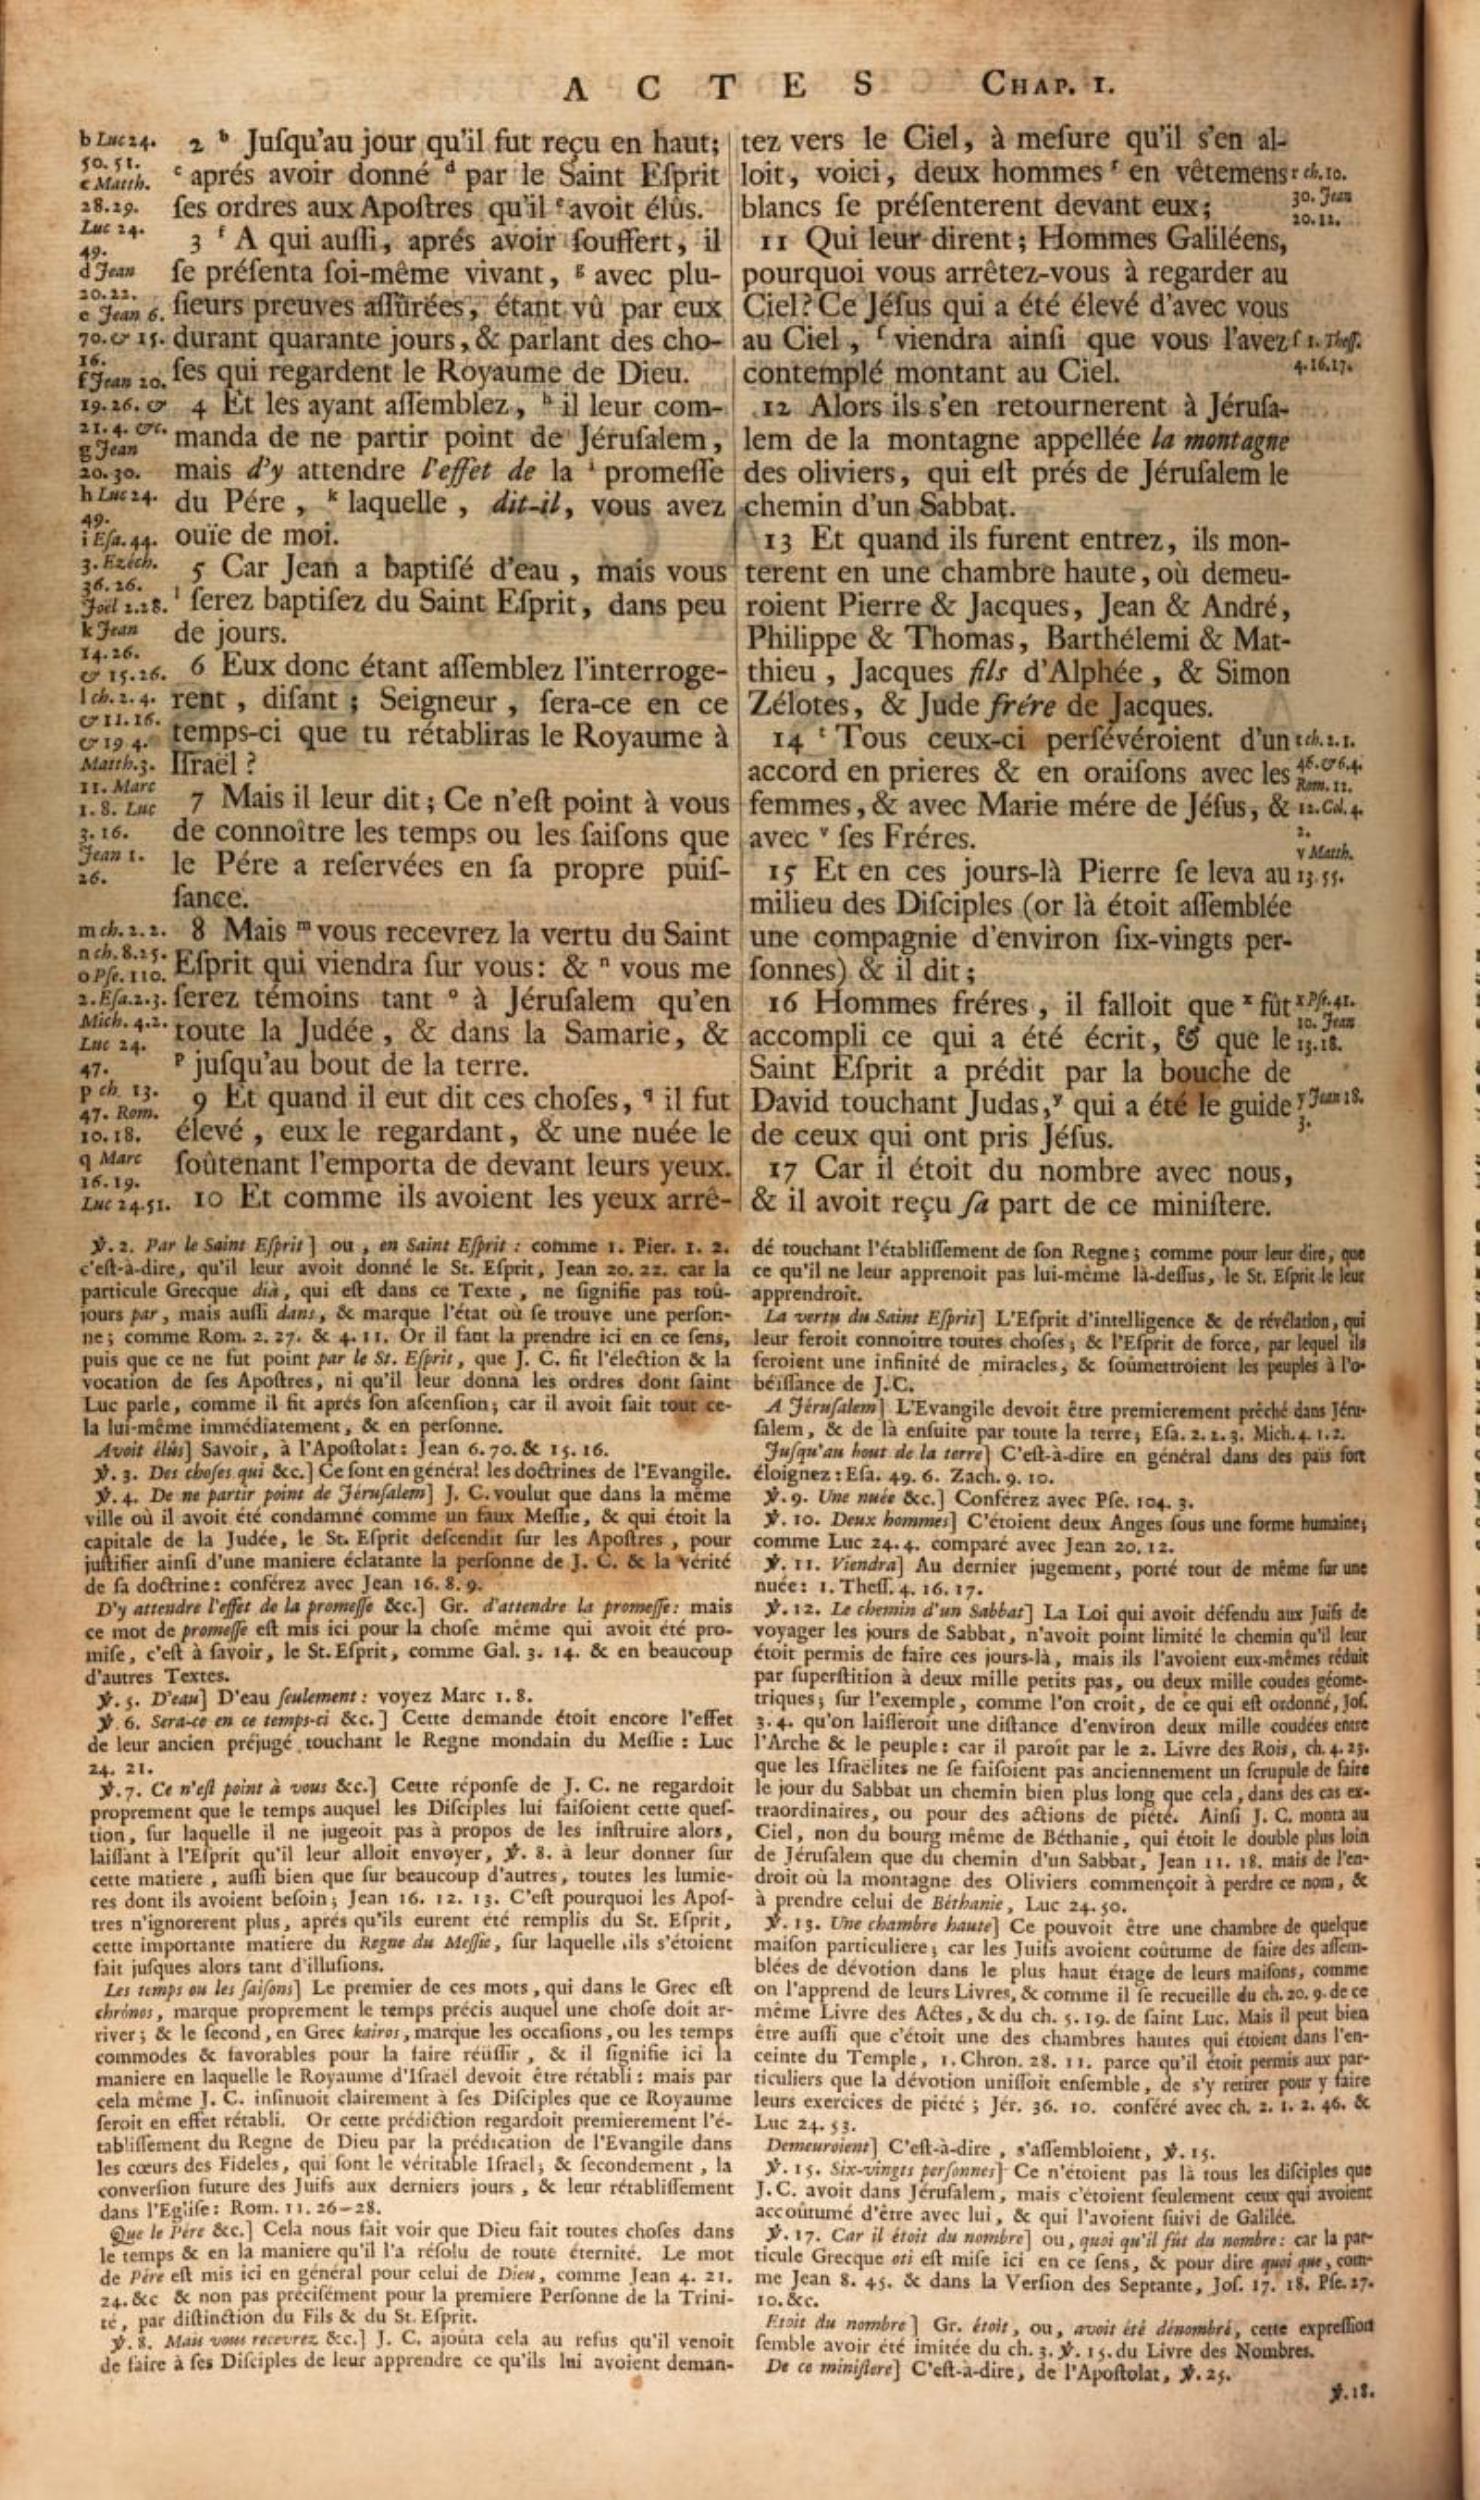 ACTES CHAP. I.
b Luc 24.
50. 51.
c Matth.
28.29.
Luc 24.
49.
d Jean
20.22.
e Jean 6.
70. & 15.
16.
f Jean 20.
19.26. &
21.4. &c.
g Jean
20.30.
h Luc 24.
49.
i Esa. 44.
3. Ezéch.
36.26.
Joël 2.28.
k Jean
14.26.
& 15.26.
l ch. 2. 4.
& 11. 16.
& 19 4.
Matth. 3.
11. Marc
1. 8. Luc
3. 16.
Jean 1.
26.
m ch. 2. 2.
n ch. 8.25.
o Pse. 110.
2. Esa. 2.3.
Mich. 4.2.
Luc 24.
47.
p ch 13.
47. Rom.
10.18.
q Marc
16.19.
Luc 24.51.
2 ᵇ Juſqu'au jour qu'il fut reçu en haut;
ᶜ aprés avoir donné ᵈ par le Saint Eſprit
ſes ordres aux Apoſtres qu'il ᵉ avoit élûs.
3 ᶠ A qui auſſi, aprés avoir ſouffert, il
ſe préſenta ſoi-même vivant, ᵍ avec plu-
ſieurs preuves aſſûrées, étant vû par eux
durant quarante jours, & parlant des cho-
ſes qui regardent le Royaume de Dieu.
4 Et les ayant aſſemblez, ʰ il leur com-
manda de ne partir point de Jéruſalem,
mais d'y attendre l'effet de la ⁱ promeſſe
du Pére, ᵏ laquelle, dit-il, vous avez
ouïe de moi.
5 Car Jean a baptiſé d'eau, mais vous
ˡ ſerez baptiſez du Saint Eſprit, dans peu
de jours.
6 Eux donc étant aſſemblez l'interroge-
rent, diſant; Seigneur, ſera-ce en ce
temps-ci que tu rétabliras le Royaume à
Iſraël?
7 Mais il leur dit; Ce n'eſt point à vous
de connoître les temps ou les ſaiſons que
le Pére a reſervées en ſa propre puiſ-
ſance.
8 Mais ᵐ vous recevrez la vertu du Saint
Eſprit qui viendra ſur vous: & ⁿ vous me
ſerez témoins tant ᵒ à Jéruſalem qu'en
toute la Judée, & dans la Samarie, &
ᵖ juſqu'au bout de la terre.
9 Et quand il eut dit ces choſes, q il fut
élevé, eux le regardant, & une nuée le
ſoûtenant l'emporta de devant leurs yeux.
10 Et comme ils avoient les yeux arrê-
tez vers le Ciel, à meſure qu'il s'en al-
loit, voici, deux hommes ʳ en vêtemens
blancs ſe préſenterent devant eux;
11 Qui leur dirent; Hommes Galiléens,
pourquoi vous arrêtez-vous à regarder au
Ciel? Ce Jéſus qui a été élevé d'avec vous
au Ciel, ſ viendra ainſi que vous l'avez
contemplé montant au Ciel.
12 Alors ils s'en retournerent à Jéruſa-
lem de la montagne appellée la montagne
des oliviers, qui eſt prés de Jéruſalem le
chemin d'un Sabbat.
13 Et quand ils furent entrez, ils mon-
terent en une chambre haute, où demeu-
roient Pierre & Jacques, Jean & André,
Philippe & Thomas, Barthélemi & Mat-
thieu, Jacques fils d'Alphée, & Simon
Zélotes, & Jude frére de Jacques.
14 ᵗ Tous ceux-ci perſévéroient d'un
accord en prieres & en oraiſons avec les
femmes, & avec Marie mére de Jéſus, &
avec ᵛ ſes Fréres.
15 Et en ces jours-là Pierre ſe leva au
milieu des Diſciples (or là étoit aſſemblée
une compagnie d'environ ſix-vingts per-
ſonnes) & il dit;
16 Hommes fréres, il falloit que ˣ fût
accompli ce qui a été écrit, & que le
Saint Eſprit a prédit par la bouche de
David touchant Judas, ʸ qui a été le guide
de ceux qui ont pris Jéſus.
17 Car il étoit du nombre avec nous,
& il avoit reçu ſa part de ce miniſtere.
r ch. 10.
30. Jean
20.12.
ſ 1. Theſſ.
4.16.17.
t ch. 2. 1.
46. & 6.4.
Rom. 12.
12. Col. 4.
2.
v Matth.
13.55.
x Pſe. 41.
10. Jean
13.18.
y Jean 18.
3.
℣. 2. Par le Saint Eſprit] ou, en Saint Eſprit: comme 1. Pier. 1. 2.
c'eſt-à-dire, qu'il leur avoit donné le St. Eſprit, Jean 20. 22. car la
particule Grecque dià, qui eſt dans ce Texte, ne ſignifie pas toû-
jours par, mais auſſi dans, & marque l'état où ſe trouve une perſon-
ne; comme Rom. 2. 27. & 4. 11. Or il faut la prendre ici en ce ſens,
puis que ce ne fut point par le St. Eſprit, que J. C. fit l'élection & la
vocation de ſes Apoſtres, ni qu'il leur donna les ordres dont ſaint
Luc parle, comme il fit aprés ſon aſcenſion; car il avoit fait tout ce-
la lui-même immédiatement, & en perſonne.
Avoit élûs] Savoir, à l'Apoſtolat: Jean 6. 70. & 15. 16.
℣. 3. Des choſes qui &c.] Ce ſont en général les doctrines de l'Evangile.
℣. 4. De ne partir point de Jéruſalem] J. C. voulut que dans la même
ville où il avoit été condamné comme un faux Meſſie, & qui étoit la
capitale de la Judée, le St. Eſprit deſcendît ſur les Apoſtres, pour
juſtifier ainſi d'une maniere éclatante la perſonne de J. C. & la vérité
de ſa doctrine: conférez avec Jean 16. 8. 9.
D'y attendre l'effet de la promeſſe &c.] Gr. d'attendre la promeſſe: mais
ce mot de promeſſe eſt mis ici pour la choſe même qui avoit été pro-
miſe, c'eſt à ſavoir, le St. Eſprit, comme Gal. 3. 14. & en beaucoup
d'autres Textes.
℣. 5. D'eau] D'eau ſeulement: voyez Marc 1. 8.
℣. 6. Sera-ce en ce temps-ci &c.] Cette demande étoit encore l'effet
de leur ancien préjugé touchant le Regne mondain du Meſſie: Luc
24. 21.
℣. 7. Ce n'eſt point à vous &c.] Cette réponſe de J. C. ne regardoit
proprement que le temps auquel les Diſciples lui faiſoient cette queſ-
tion, ſur laquelle il ne jugeoit pas à propos de les inſtruire alors,
laiſſant à l'Eſprit qu'il leur alloit envoyer, ℣. 8. à leur donner ſur
cette matiere, auſſi bien que ſur beaucoup d'autres, toutes les lumie-
res dont ils avoient beſoin; Jean 16. 12. 13. C'eſt pourquoi les Apoſ-
tres n'ignorerent plus, aprés qu'ils eurent été remplis du St. Eſprit,
cette importante matiere du Regne du Meſſie, ſur laquelle ils s'étoient
fait juſques alors tant d'illuſions.
Les temps ou les ſaiſons] Le premier de ces mots, qui dans le Grec eſt
chrónos, marque proprement le temps précis auquel une choſe doit ar-
river; & le ſecond, en Grec kairos, marque les occaſions, ou les temps
commodes & favorables pour la faire réüſſir, & il ſignifie ici la
maniere en laquelle le Royaume d'Iſraël devoit être rétabli: mais par
cela même J. C. inſinuoit clairement à ſes Diſciples que ce Royaume
ſeroit en effet rétabli. Or cette prédiction regardoit premierement l'é-
tabliſſement du Regne de Dieu par la prédication de l'Evangile dans
les cœurs des Fideles, qui ſont le véritable Iſraël; & ſecondement, la
converſion future des Juifs aux derniers jours, & leur rétabliſſement
dans l'Egliſe: Rom. 11. 26-28.
Que le Pére &c.] Cela nous fait voir que Dieu fait toutes choſes dans
le temps & en la maniere qu'il l'a réſolu de toute éternité. Le mot
de Pére eſt mis ici en général pour celui de Dieu, comme Jean 4. 21.
24. &c & non pas préciſément pour la premiere Perſonne de la Trini-
té, par diſtinction du Fils & du St. Eſprit.
℣. 8. Mais vous recevrez &c.] J. C. ajoûta cela au refus qu'il venoit
de faire à ſes Diſciples de leur apprendre ce qu'ils lui avoient deman-
dé touchant l'établiſſement de ſon Regne; comme pour leur dire, que
ce qu'il ne leur apprenoit pas lui-même là-deſſus, le St. Eſprit le leur
apprendroit.
La vertu du Saint Eſprit] L'Eſprit d'intelligence & de révélation, qui
leur feroit connoître toutes choſes; & l'Eſprit de force, par lequel ils
feroient une infinité de miracles, & ſoûmettroient les peuples à l'o-
béïſſance de J. C.
A Jéruſalem] L'Evangile devoit être premierement prêché dans Jéru-
ſalem, & de là enſuite par toute la terre; Eſa. 2. 2. 3. Mich. 4. 1. 2.
Juſqu'au bout de la terre] C'eſt-à-dire en général dans des païs fort
éloignez: Eſa. 49. 6. Zach. 9. 10.
℣. 9. Une nuée &c.] Conférez avec Pſe. 104. 3.
℣. 10. Deux hommes] C'étoient deux Anges ſous une forme humaine;
comme Luc 24. 4. comparé avec Jean 20. 12.
℣. 11. Viendra] Au dernier jugement, porté tout de même ſur une
nuée: 1. Theſſ. 4. 16. 17.
℣. 12. Le chemin d'un Sabbat] La Loi qui avoit défendu aux Juifs de
voyager les jours de Sabbat, n'avoit point limité le chemin qu'il leur
étoit permis de faire ces jours-là, mais ils l'avoient eux-mêmes réduit
par ſuperſtition à deux mille petits pas, ou deux mille coudes géome-
triques; ſur l'exemple, comme l'on croit, de ce qui eſt ordonné, Joſ.
3. 4. qu'on laiſſeroit une diſtance d'environ deux mille coudées entre
l'Arche & le peuple: car il paroît par le 2. Livre des Rois, ch. 4. 23.
que les Iſraëlites ne ſe faiſoient pas anciennement un ſcrupule de faire
le jour du Sabbat un chemin bien plus long que cela, dans des cas ex-
traordinaires, ou pour des actions de piété. Ainſi J. C. monta au
Ciel, non du bourg même de Béthanie, qui étoit le double plus loin
de Jéruſalem que du chemin d'un Sabbat, Jean 11. 18. mais de l'en-
droit où la montagne des Oliviers commençoit à perdre ce nom, &
à prendre celui de Béthanie, Luc 24. 50.
℣. 13. Une chambre haute] Ce pouvoit être une chambre de quelque
maiſon particuliere; car les Juifs avoient coûtume de faire des aſſem-
blées de dévotion dans le plus haut étage de leurs maiſons, comme
on l'apprend de leurs Livres, & comme il ſe recueille du ch. 20. 9. de ce
même Livre des Actes, & du ch. 5. 19. de ſaint Luc. Mais il peut bien
être auſſi que c'étoit une des chambres hautes qui étoient dans l'en-
ceinte du Temple, 1. Chron. 28. 11. parce qu'il étoit permis aux par-
ticuliers que la dévotion uniſſoit enſemble, de s'y retirer pour y faire
leurs exercices de piété; Jér. 36. 10. conféré avec ch. 2. 1. 2. 46. &
Luc 24. 53.
Demeuroient] C'eſt-à-dire, s'aſſembloient, ℣. 15.
℣. 15. Six-vingts perſonnes] Ce n'étoient pas là tous les diſciples que
J. C. avoit dans Jéruſalem, mais c'étoient ſeulement ceux qui avoient
accoûtumé d'être avec lui, & qui l'avoient ſuivi de Galilée.
℣. 17. Car il étoit du nombre] ou, quoi qu'il fût du nombre: car la par-
ticule Grecque oti eſt miſe ici en ce ſens, & pour dire quoi que, com-
me Jean 8. 45. & dans la Verſion des Septante, Joſ. 17. 18. Pſe. 27.
10. &c.
Etoit du nombre] Gr. étoit, ou, avoit été dénombré, cette expreſſion
ſemble avoir été imitée du ch. 3. ℣. 15. du Livre des Nombres.
De ce miniſtere] C'eſt-à-dire, de l'Apoſtolat, ℣. 25.
℣. 18.